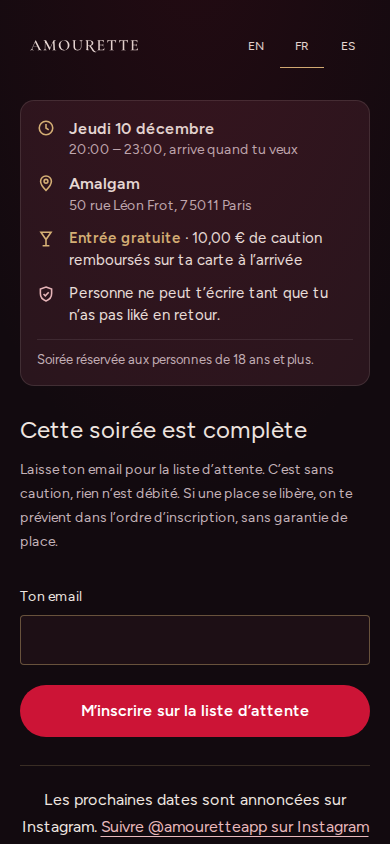 AMOURETTE
EN FR ES
Jeudi 10 décembre
20:00 – 23:00, arrive quand tu veux
Amalgam
50 rue Léon Frot, 75011 Paris
Entrée gratuite · 10,00 € de caution
remboursés sur ta carte à l’arrivée
Personne ne peut t’écrire tant que tu
n’as pas liké en retour.
Soirée réservée aux personnes de 18 ans et plus.
Cette soirée est complète
Laisse ton email pour la liste d’attente. C’est sans
caution, rien n’est débité. Si une place se libère, on te
prévient dans l’ordre d’inscription, sans garantie de
place.
Ton email
M’inscrire sur la liste d’attente
Les prochaines dates sont annoncées sur
Instagram. Suivre @amouretteapp sur Instagram